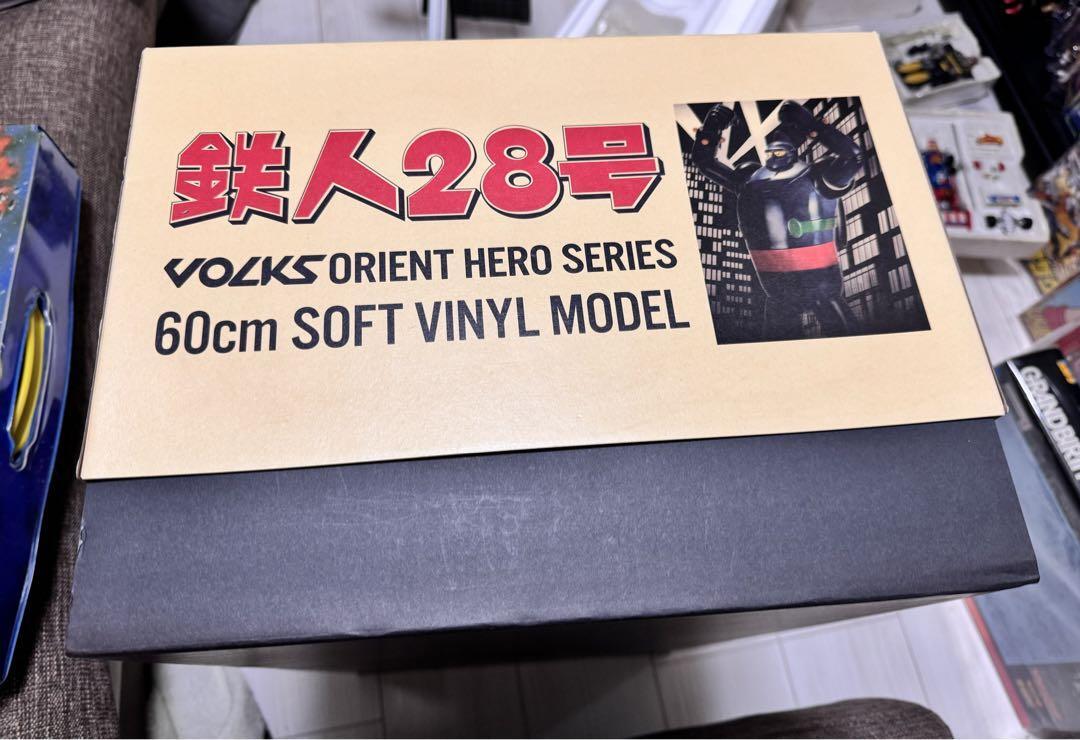 鉄人28号
VOLKS ORIENT HERO SERIES
60cm SOFT VINYL MODEL